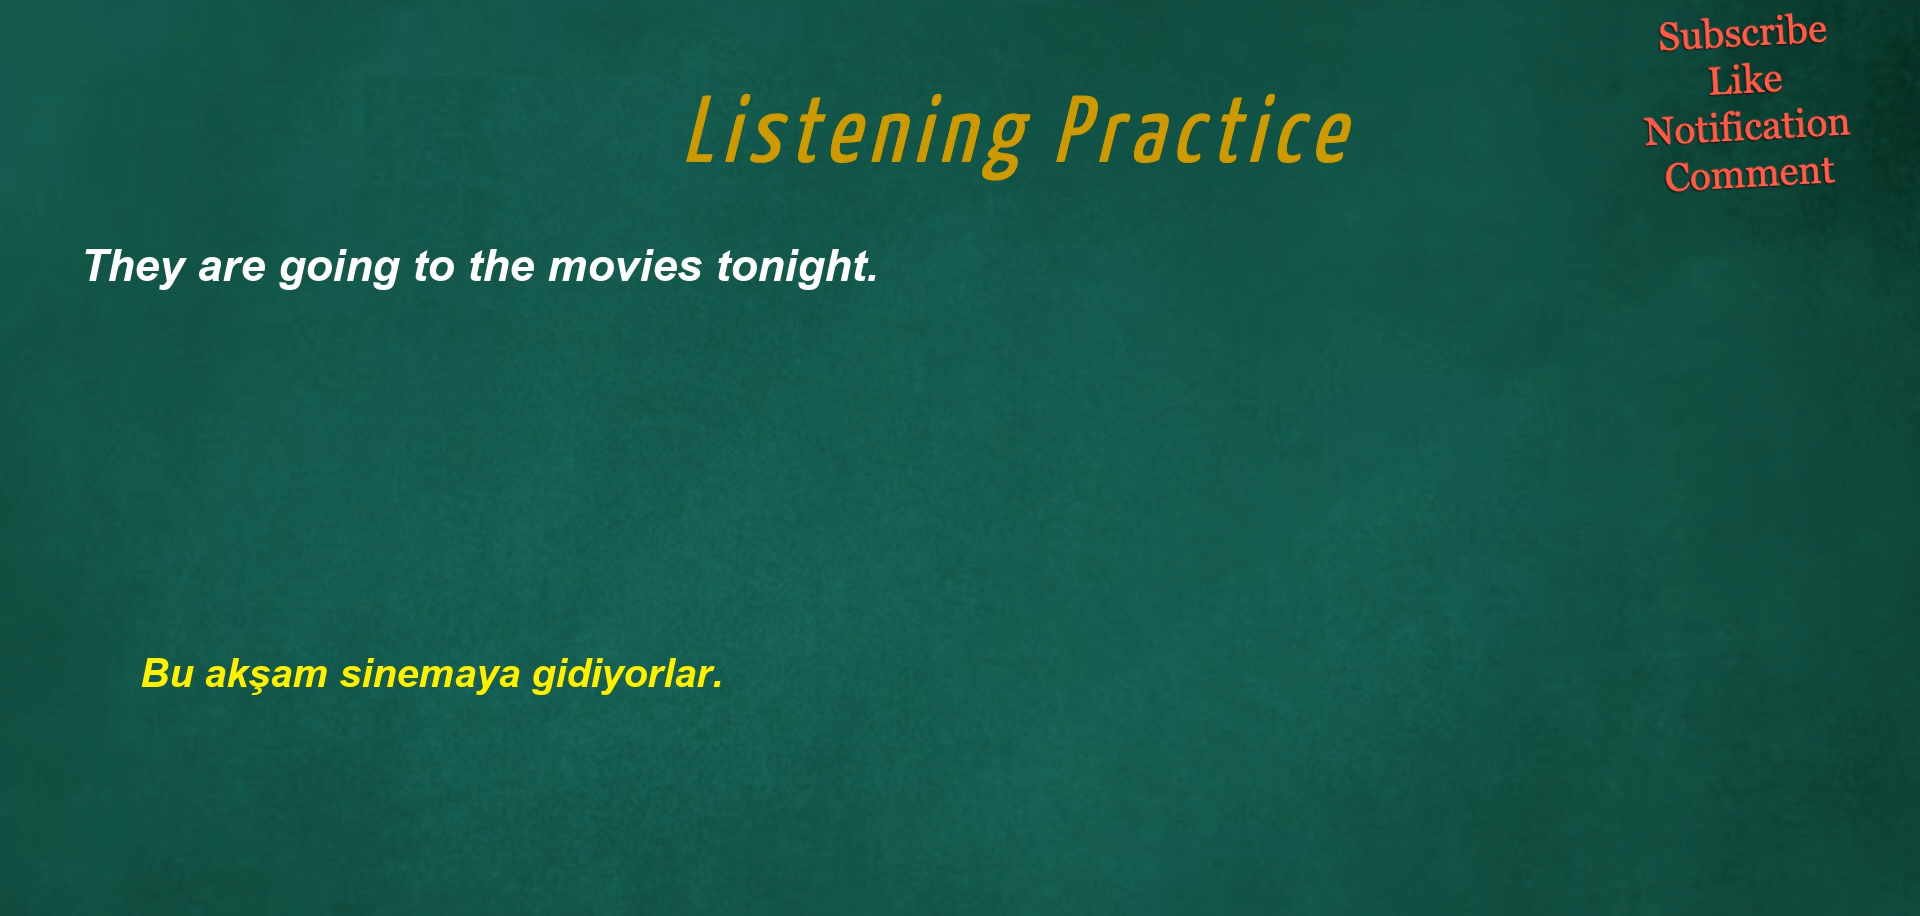 Subscribe
Like
Notification
Comment
Listening Practice
They are going to the movies tonight.
Bu akşam sinemaya gidiyorlar.